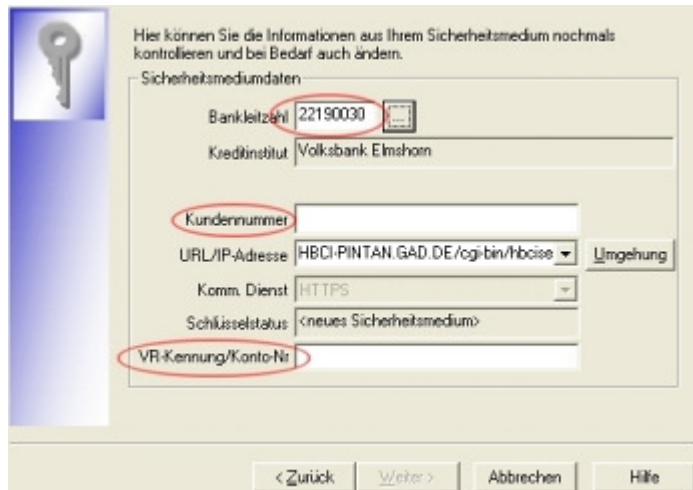 Hier können Sie die Informationen aus Ihrem Sicherheitsmedium nochmals
kontrollieren und bei Bedarf auch ändern.
Sicherheitsmediumdaten
Bankleitzahl 22190030 ...
Kreditinstitut Volksbank Elmshorn
Kundennummer
URL/IP-Adresse HBCI-PINTAN.GAD.DE/cgi-bin/hbcise Umgehung
Komm. Dienst HTTPS
Schlüsselstatus <neues Sicherheitsmedium>
VR-Kennung/Konto-Nr
< Zurück Weiter > Abbrechen Hilfe